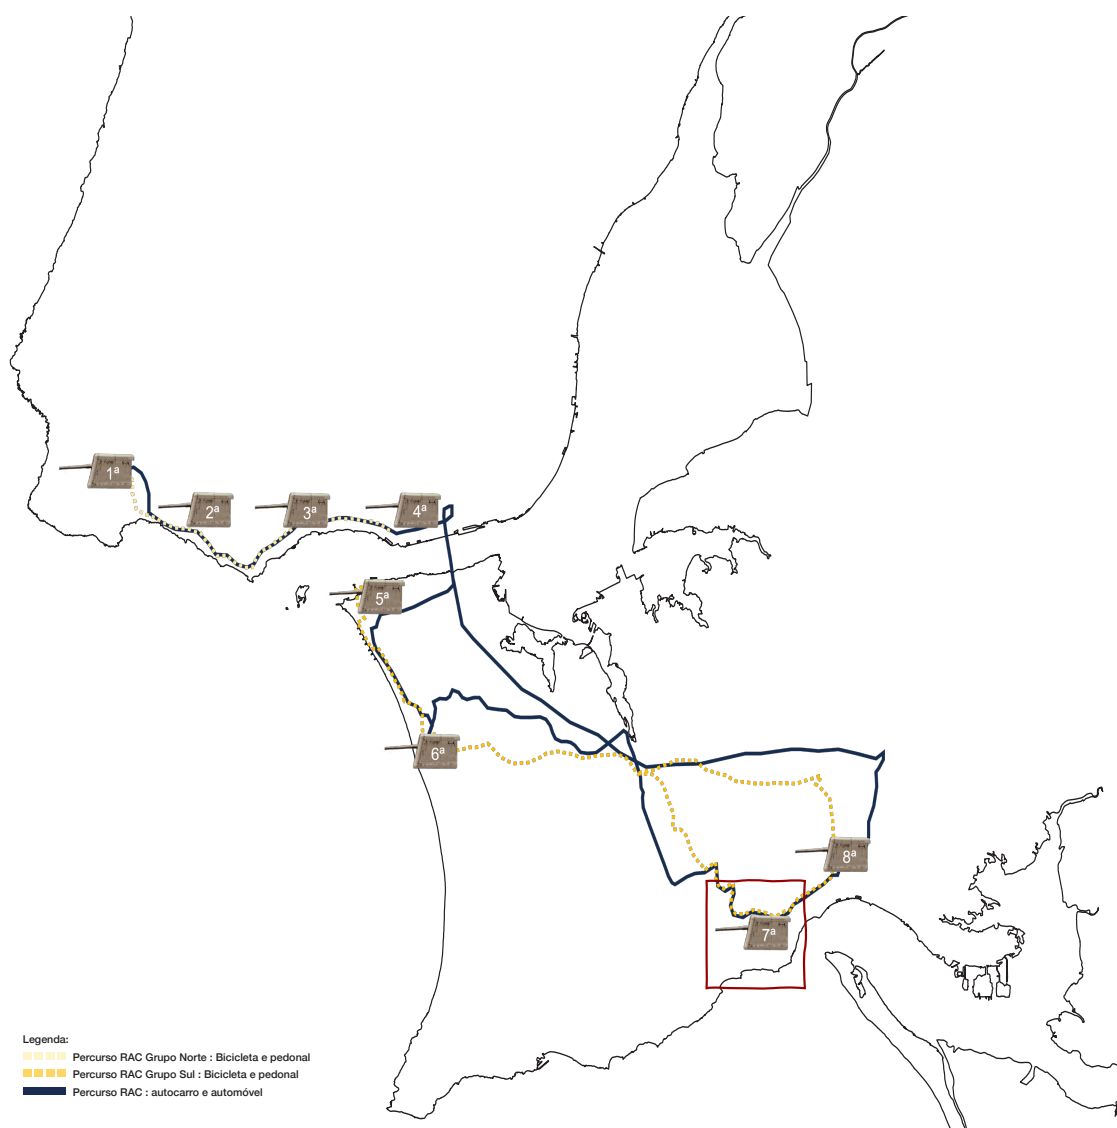 1ª
2ª
3ª
4ª
5ª
6ª
8ª
7ª
Legenda:
Percurso RAC Grupo Norte : Bicicleta e pedonal
Percurso RAC Grupo Sul : Bicicleta e pedonal
Percurso RAC : autocarro e automóvel